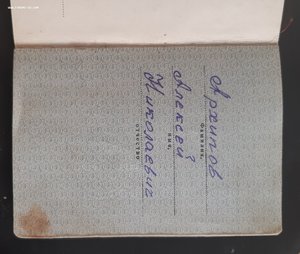 Архипов
фамилия,
Алексей
имя,
Николаевич
отчество